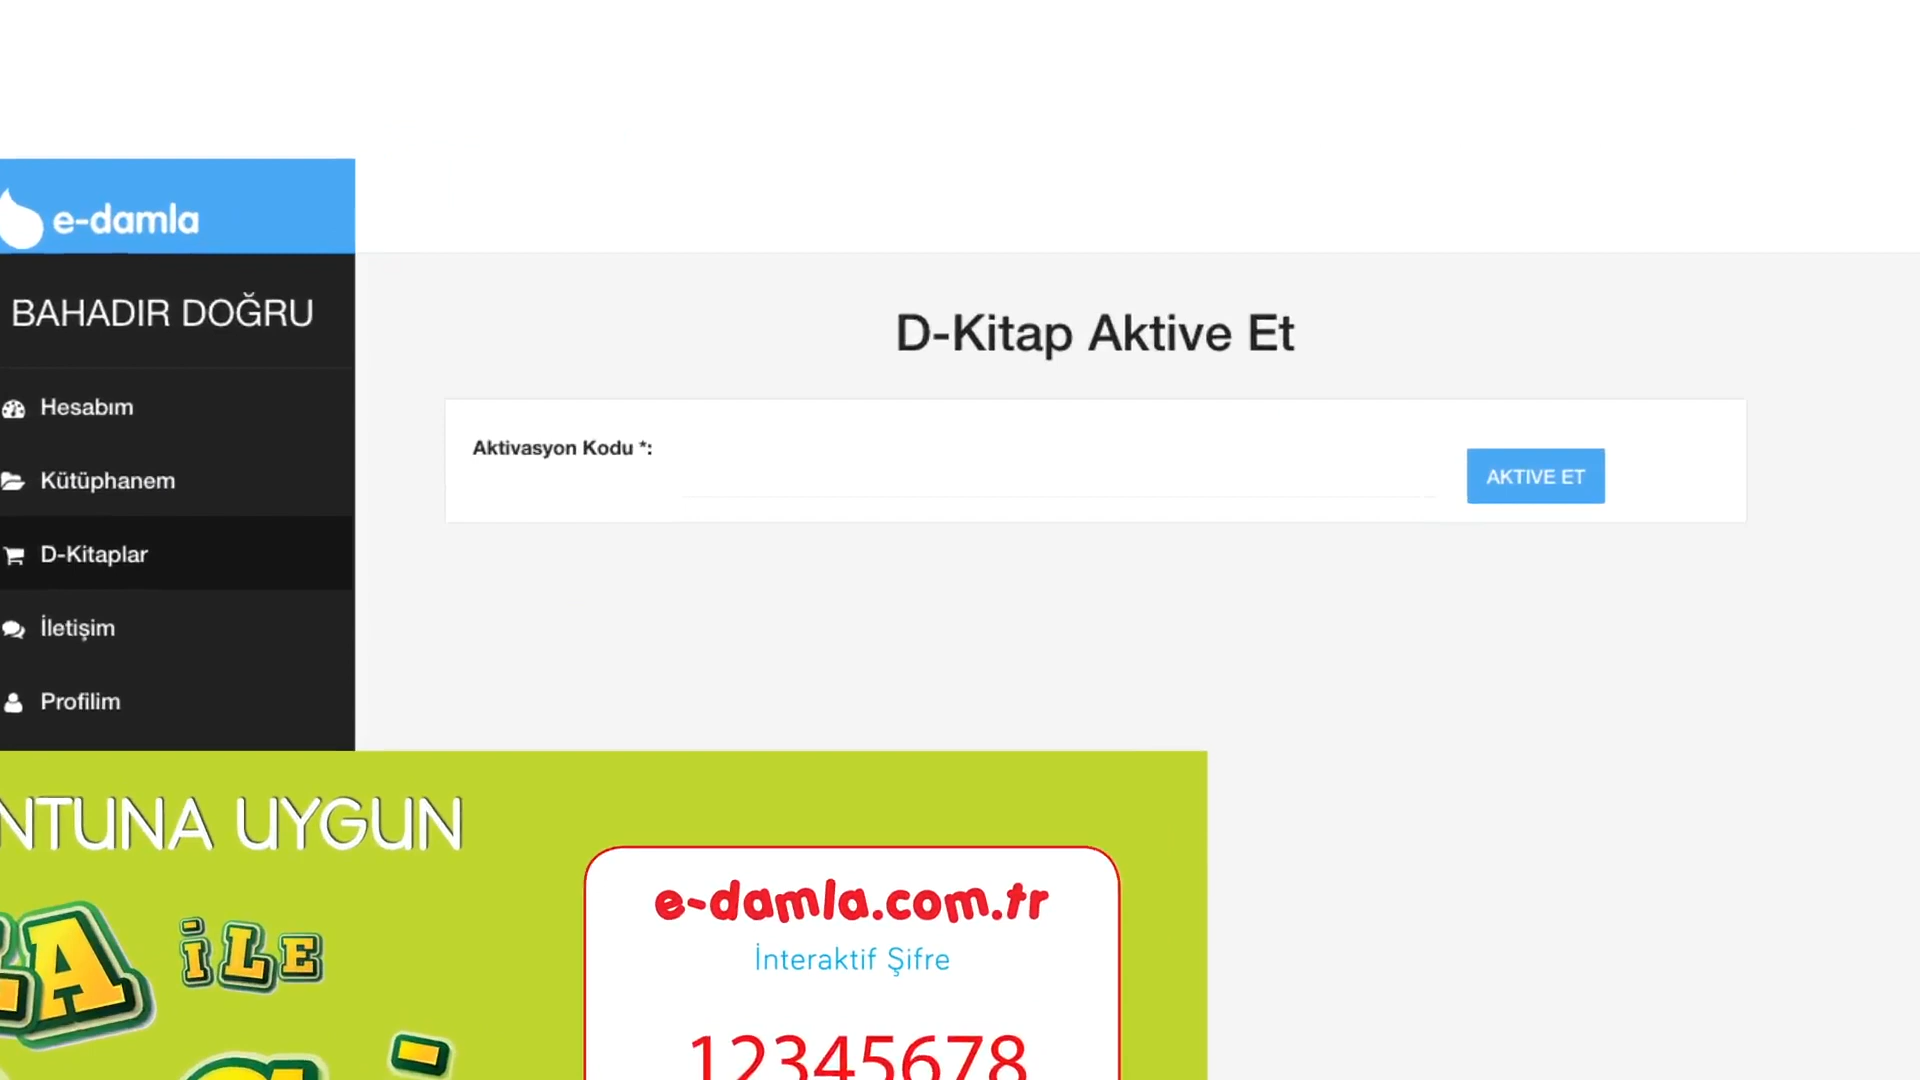 e-damla
BAHADIR DOĞRU
Hesabım
Kütüphanem
D-Kitaplar
İletişim
Profilim
D-Kitap Aktive Et
Aktivasyon Kodu *:
AKTIVE ET
NTUNA UYGUN
A İLE
e-damla.com.tr
İnteraktif Şifre
12345678